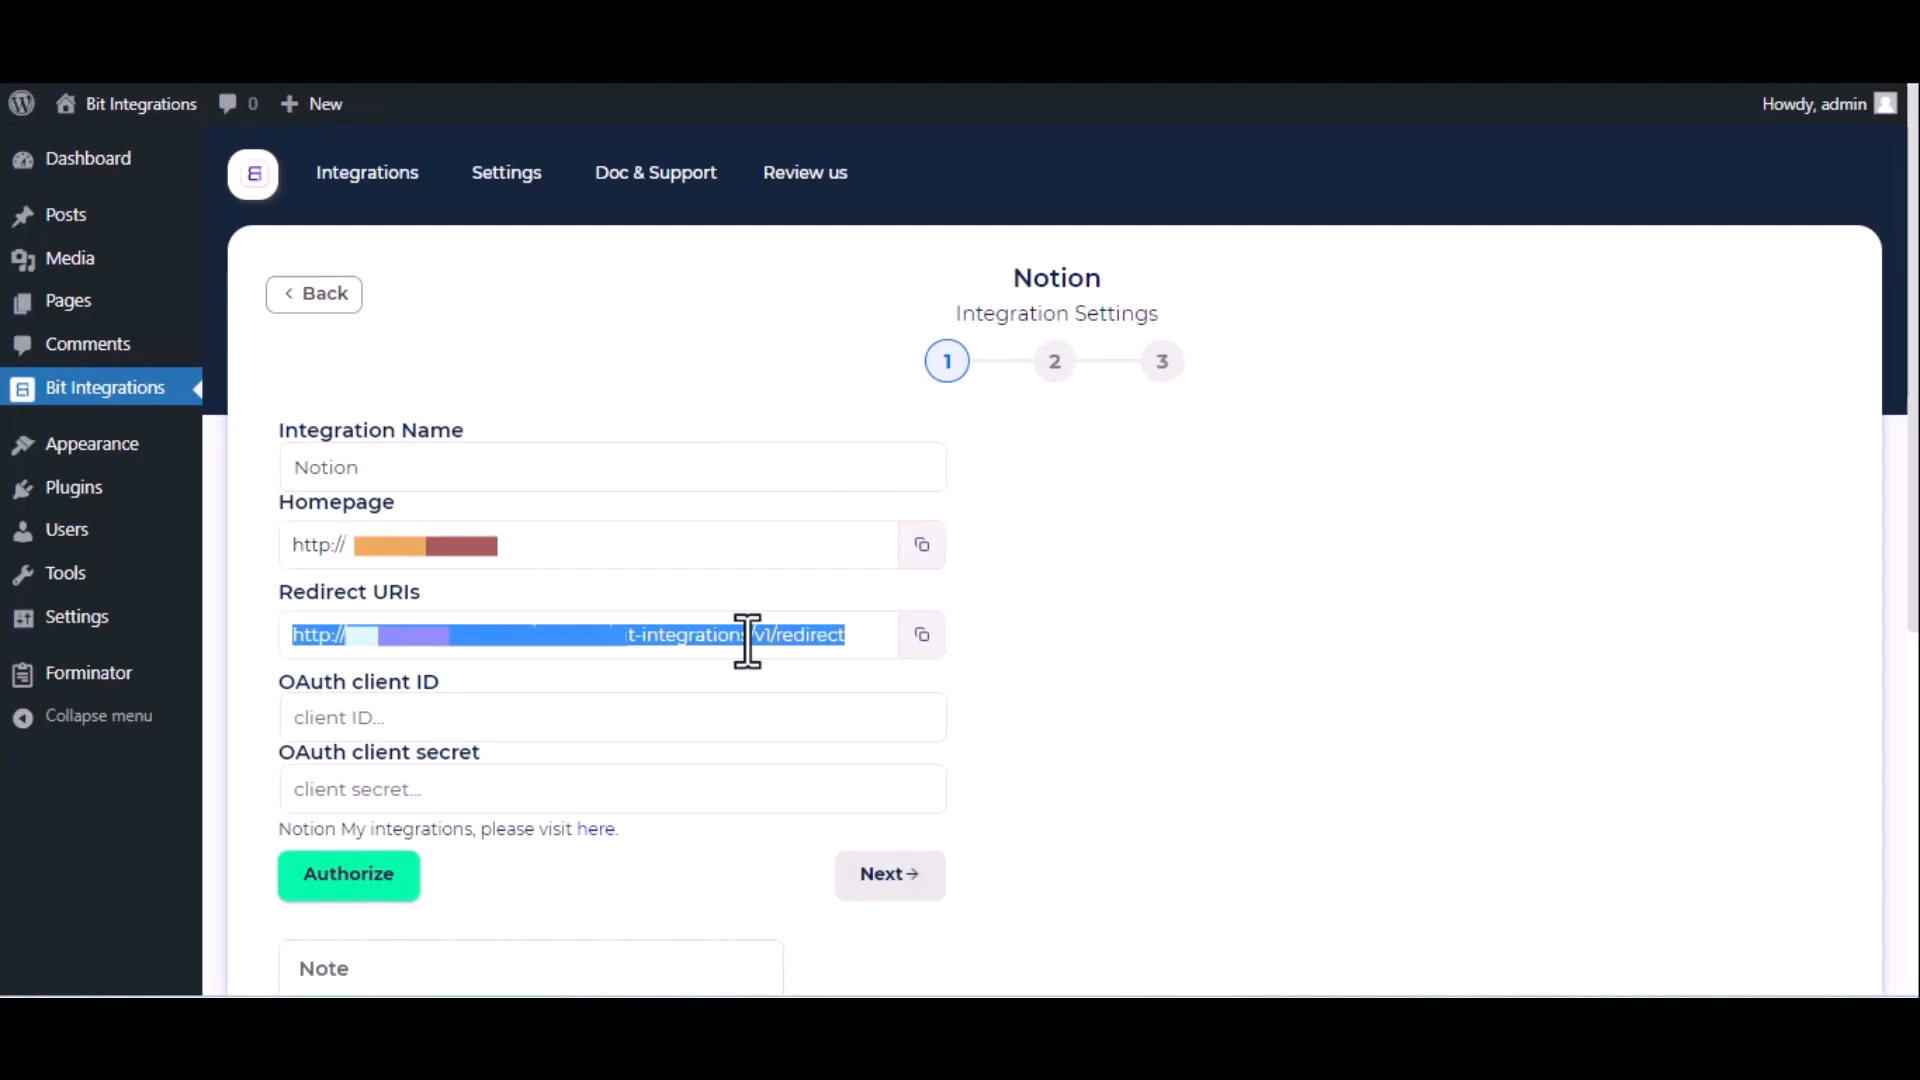 Bit Integrations 0 New Howdy, admin
Dashboard
Posts
Media
Pages
Comments
Bit Integrations
Appearance
Plugins
Users
Tools
Settings
Forminator
Collapse menu
Integrations Settings Doc & Support Review us
Back
Notion
Integration Settings
1 2 3
Integration Name
Notion
Homepage
http://
Redirect URIs
http:// t-integrations/v1/redirect
OAuth client ID
client ID...
OAuth client secret
client secret...
Notion My integrations, please visit here.
Authorize
Next→
Note